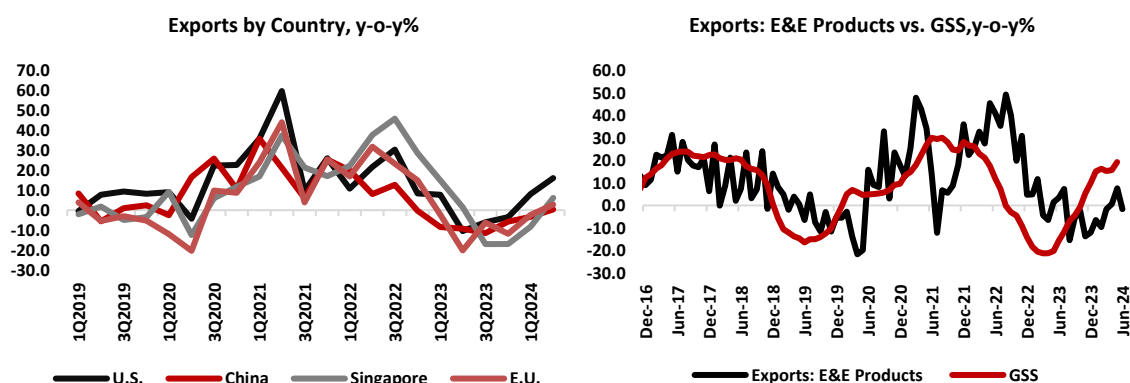 Exports by Country, y-o-y%
70.0
60.0
50.0
40.0
30.0
20.0
10.0
0.0
-10.0
-20.0
-30.0
1Q2019
3Q2019
1Q2020
3Q2020
1Q2021
3Q2021
1Q2022
3Q2022
1Q2023
3Q2023
1Q2024
U.S.
China
Singapore
E.U.
Exports: E&E Products vs. GSS,y-o-y%
60.0
50.0
40.0
30.0
20.0
10.0
0.0
-10.0
-20.0
-30.0
Dec-16
Jun-17
Dec-17
Jun-18
Dec-18
Jun-19
Dec-19
Jun-20
Dec-20
Jun-21
Dec-21
Jun-22
Dec-22
Jun-23
Dec-23
Jun-24
Exports: E&E Products
GSS